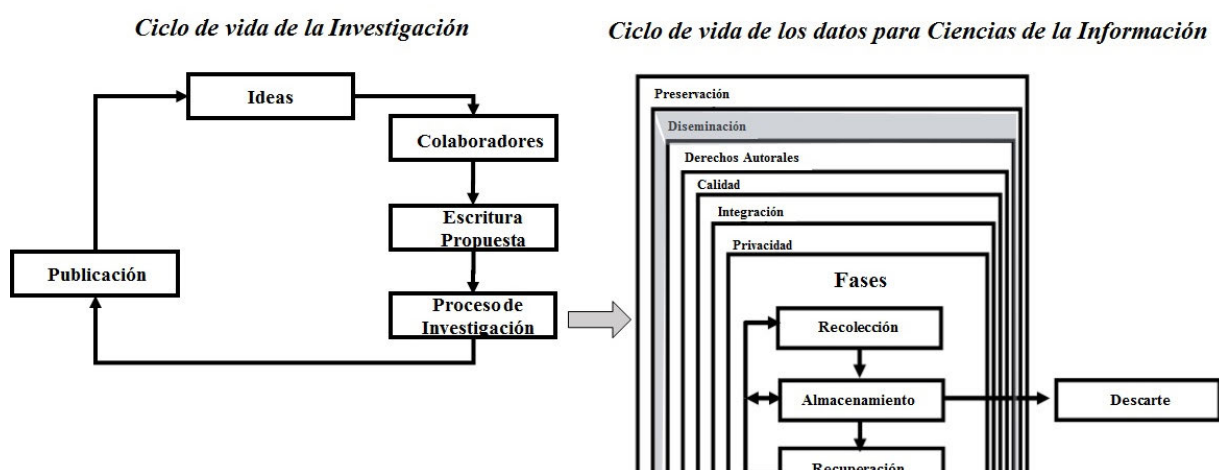 Ciclo de vida de la Investigación
Ideas
Colaboradores
Escritura
Propuesta
Proceso de
Investigación
Publicación
Ciclo de vida de los datos para Ciencias de la Información
Preservación
Diseminación
Derechos Autorales
Calidad
Integración
Privacidad
Fases
Recolección
Almacenamiento
Descarte
Recuperación